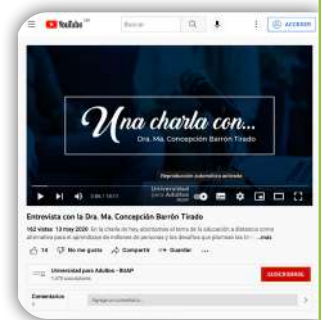 YouTube MX
Buscar
ACCEDER
Una charla con...
Dra. Ma. Concepción Barrón Tirado
Reproducción automática activada
Universidad
para Adultos
Entrevista con la Dra. Ma. Concepción Barrón Tirado
162 vistas 13 may 2020 En la charla de hoy, abordamos el tema de la educación a distancia como
alternativa para el aprendizaje de millones de personas y los desafíos que plantean las ...más
14 No me gusta Compartir Guardar ...
Universidad para Adultos - BUAP
SUSCRIBIRSE
Comentarios
Agrega un comentario...